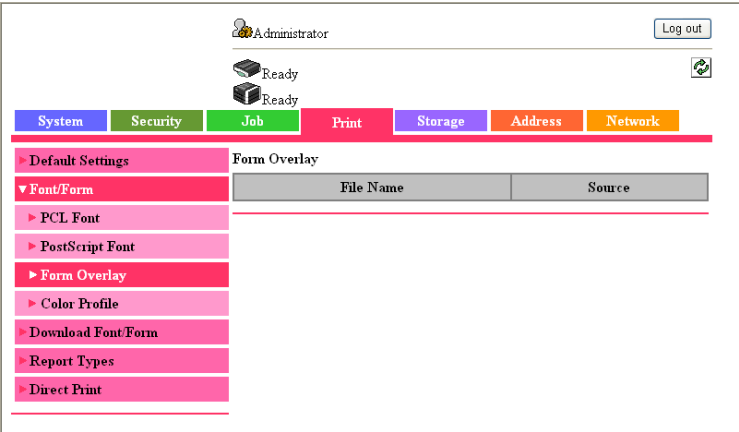 Administrator
Log out
Ready
Ready
System Security Job Print Storage Address Network
Default Settings
Font/Form
PCL Font
PostScript Font
Form Overlay
Color Profile
Download Font/Form
Report Types
Direct Print
Form Overlay
File Name Source